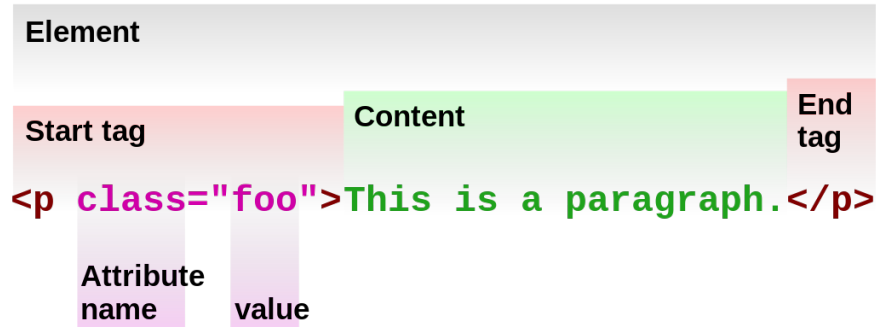 Element
Start tag
Content
End
tag
<p class="foo">This is a paragraph.</p>
Attribute
name
value